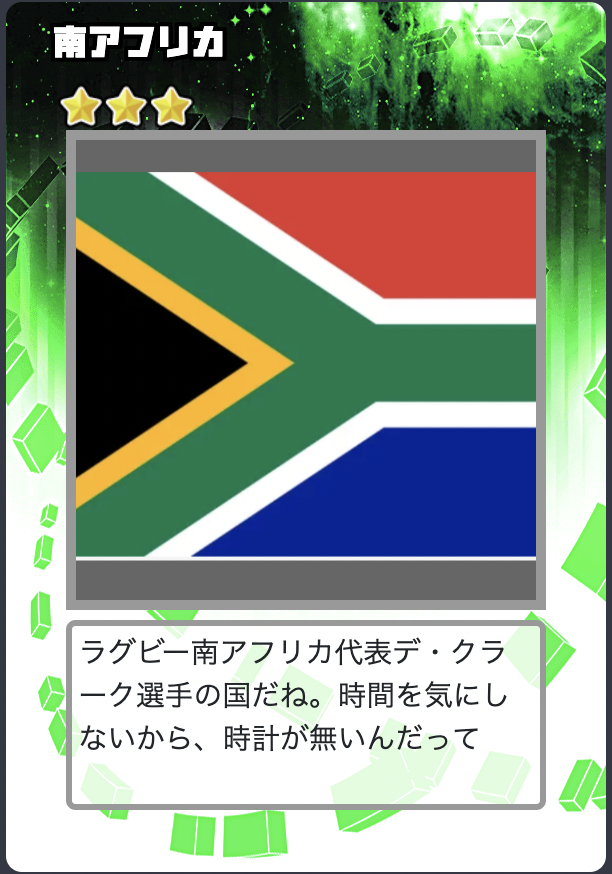 南アフリカ
ラグビー南アフリカ代表デ・クラ
ーク選手の国だね。時間を気にし
ないから、時計が無いんだって